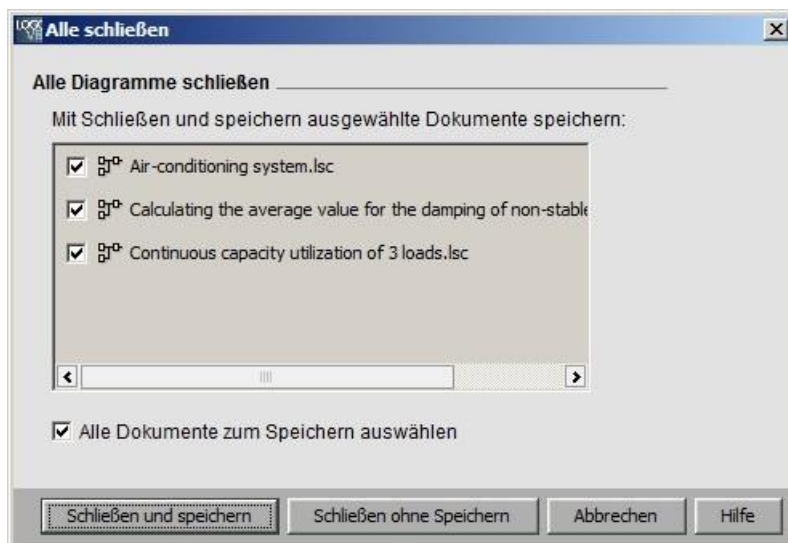 LOGO
Alle schließen
Alle Diagramme schließen
Mit Schließen und speichern ausgewählte Dokumente speichern:
Air-conditioning system.lsc
Calculating the average value for the damping of non-stable
Continuous capacity utilization of 3 loads.lsc
Alle Dokumente zum Speichern auswählen
Schließen und speichern
Schließen ohne Speichern
Abbrechen
Hilfe